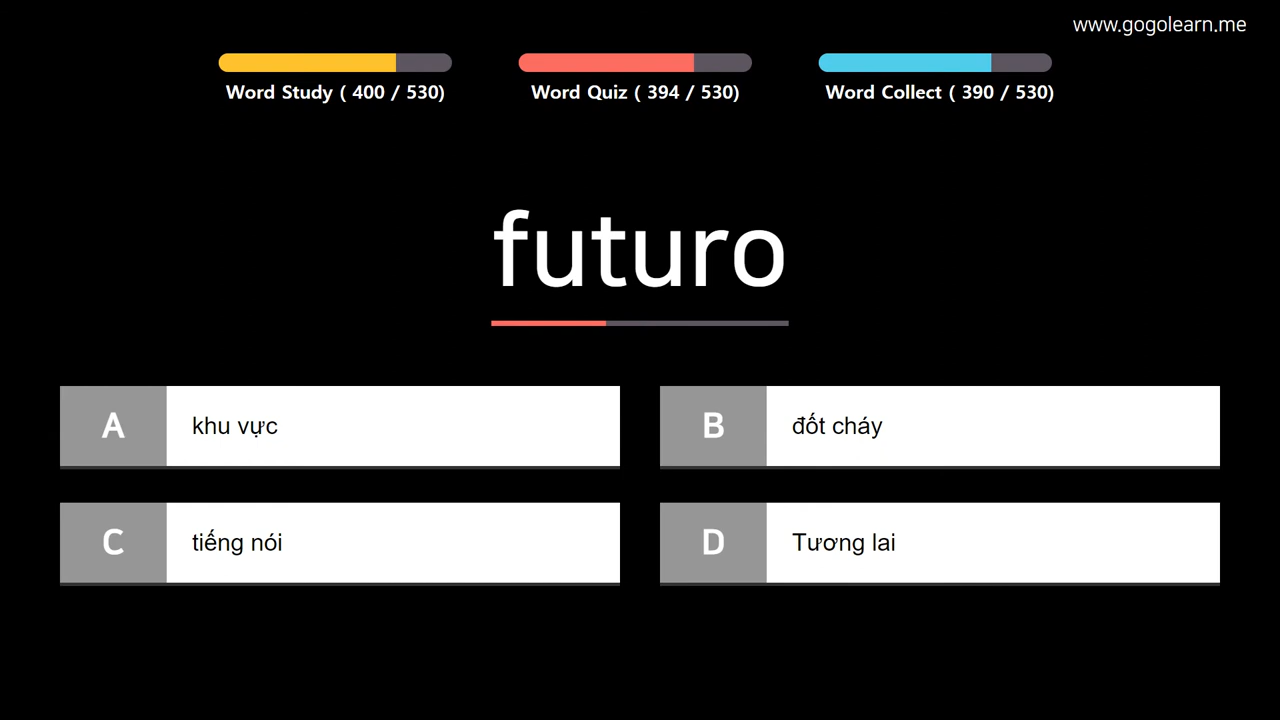 www.gogolearn.me
Word Study ( 400 / 530)
Word Quiz ( 394 / 530)
Word Collect ( 390 / 530)
futuro
A khu vực
B đốt cháy
C tiếng nói
D Tương lai